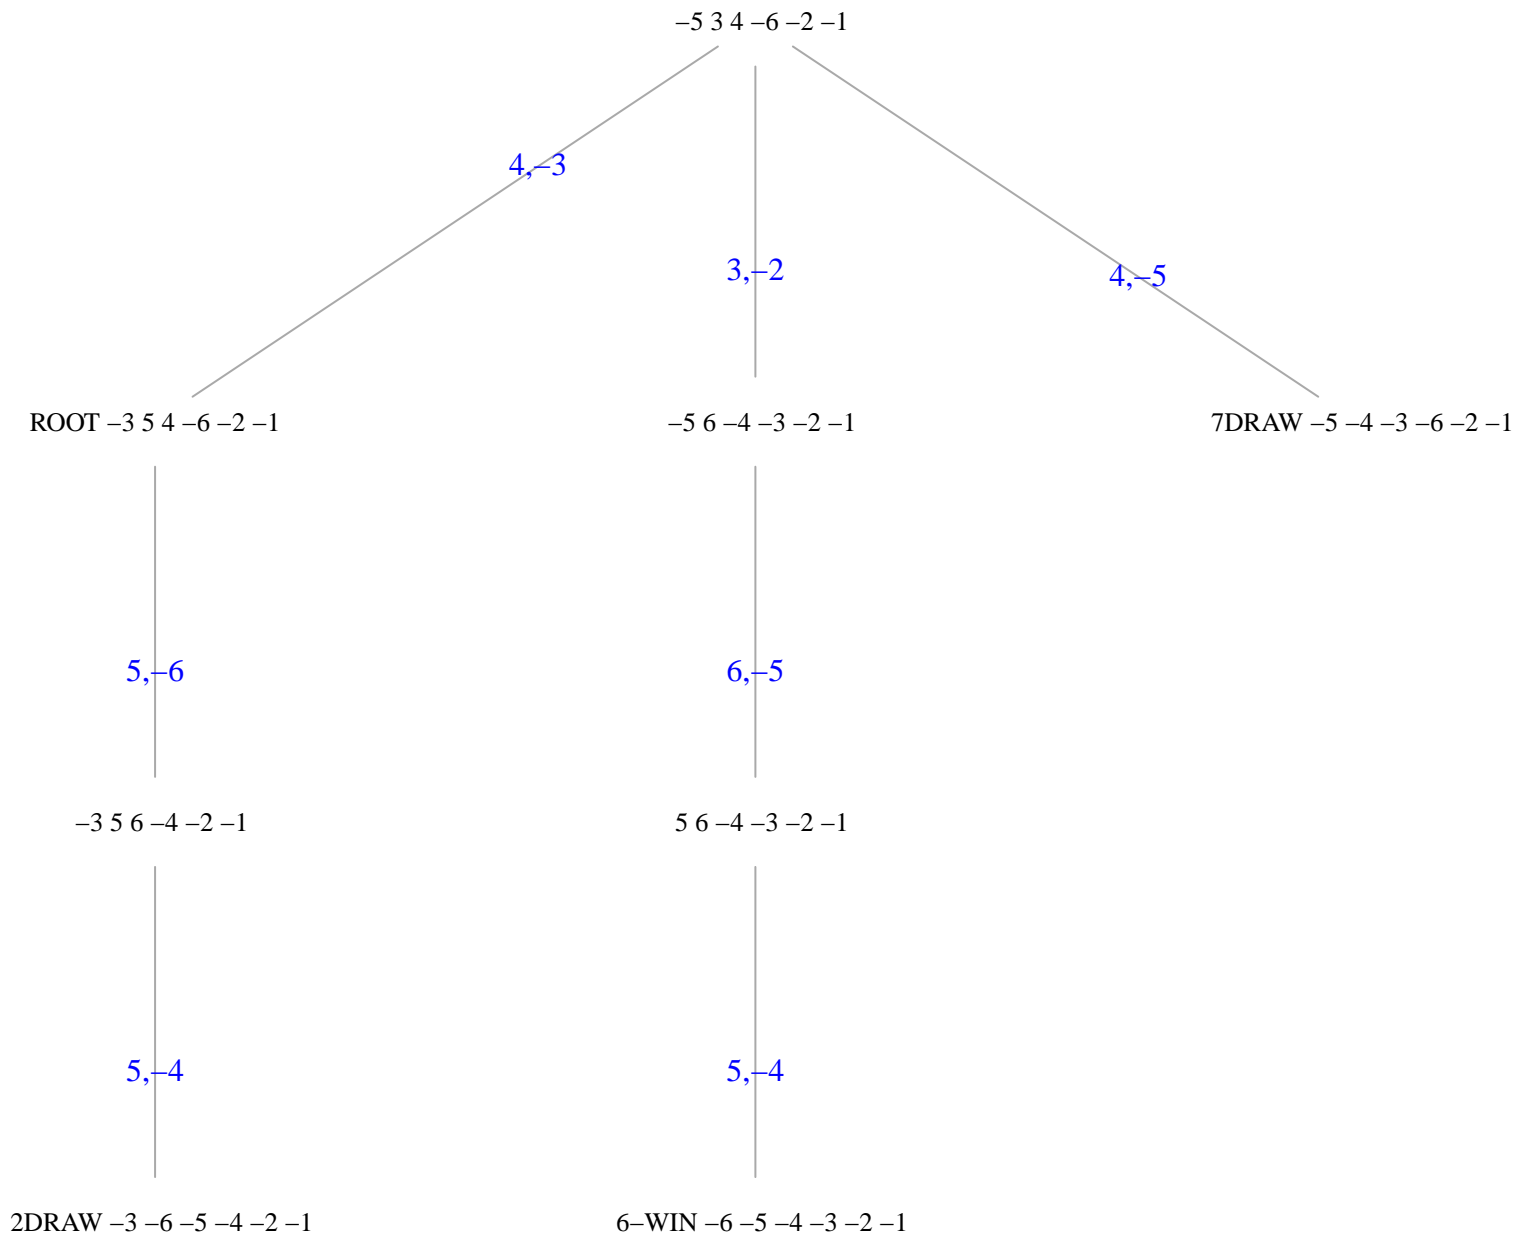 –5 3 4 –6 –2 –1
4,–3
3,–2
4,–5
ROOT –3 5 4 –6 –2 –1
–5 6 –4 –3 –2 –1
7DRAW –5 –4 –3 –6 –2 –1
5,–6
6,–5
–3 5 6 –4 –2 –1
5 6 –4 –3 –2 –1
5,–4
5,–4
2DRAW –3 –6 –5 –4 –2 –1
6–WIN –6 –5 –4 –3 –2 –1